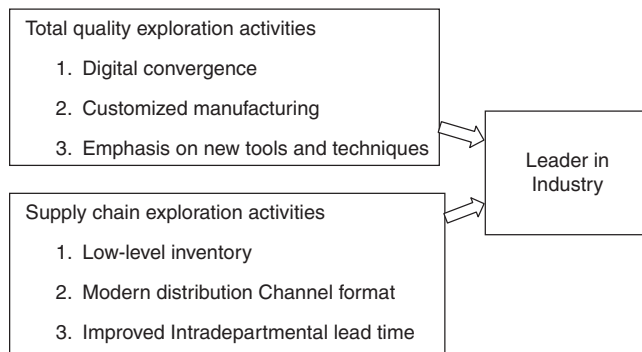 Total quality exploration activities
1. Digital convergence
2. Customized manufacturing
3. Emphasis on new tools and techniques
Supply chain exploration activities
1. Low-level inventory
2. Modern distribution Channel format
3. Improved Intradepartmental lead time
Leader in
Industry